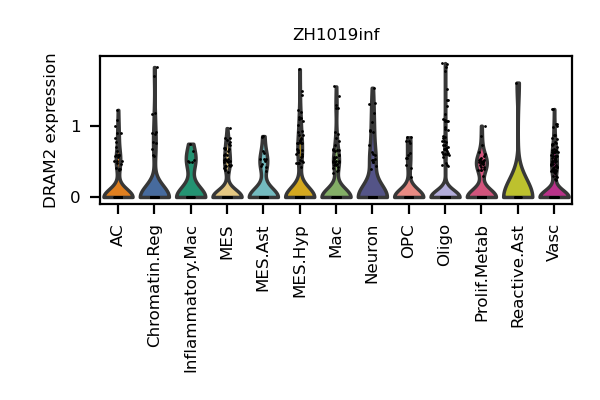 ZH1019inf
DRAM2 expression
1
0
AC
Chromatin.Reg
Inflammatory.Mac
MES
MES.Ast
MES.Hyp
Mac
Neuron
OPC
Oligo
Prolif.Metab
Reactive.Ast
Vasc